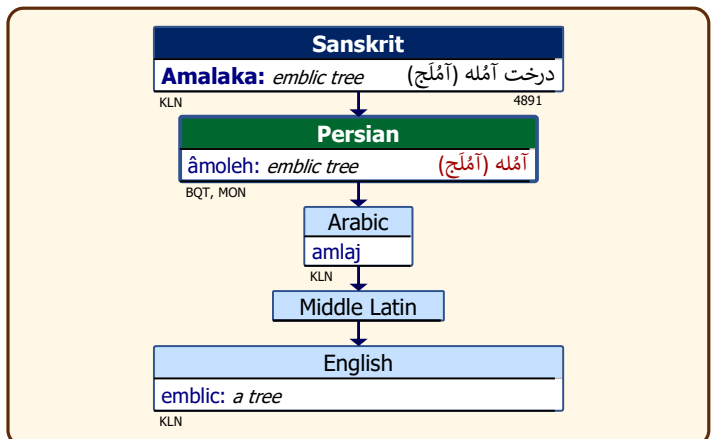 Sanskrit
Amalaka: emblic tree درخت آمُله (آمُلَج)
KLN 4891
Persian
âmoleh: emblic tree آمُله (آمُلَج)
BQT, MON
Arabic
amlaj
KLN
Middle Latin
English
emblic: a tree
KLN